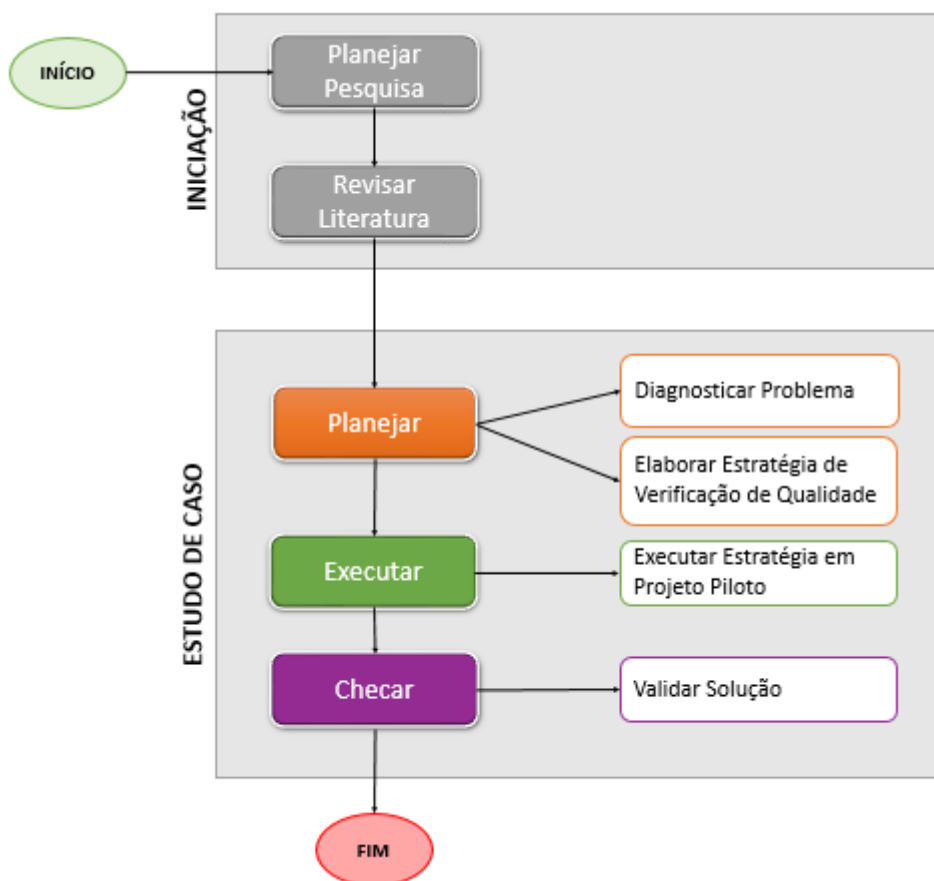 INÍCIO
INICIAÇÃO
Planejar
Pesquisa
Revisar
Literatura
ESTUDO DE CASO
Planejar
Diagnosticar Problema
Elaborar Estratégia de
Verificação de Qualidade
Executar
Executar Estratégia em
Projeto Piloto
Checar
Validar Solução
FIM